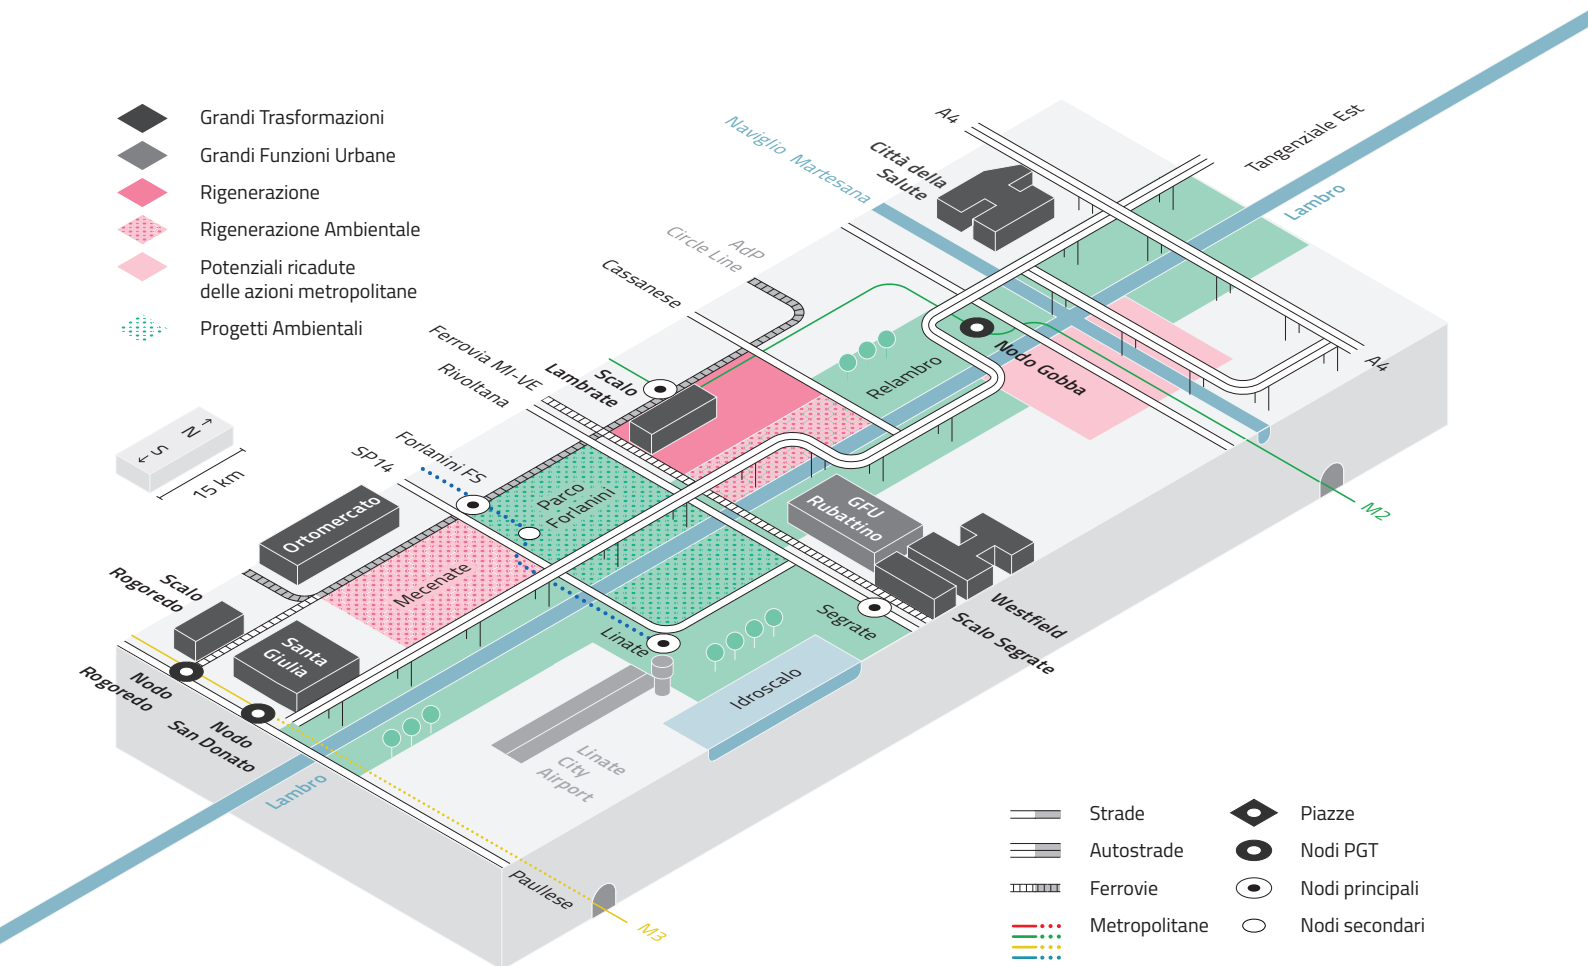 Grandi Trasformazioni
Grandi Funzioni Urbane
Rigenerazione
Rigenerazione Ambientale
Potenziali ricadute
delle azioni metropolitane
Progetti Ambientali
A4
Tangenziale Est
Naviglio Martesana
Città della
Salute
Lambro
AdP
Circle Line
Cassanese
Ferrovia MI-VE
Rivoltana
Scalo
Lambrate
Relambro
Nodo Gobba
A4
N
S
15 km
Forlanini FS
SP14
Parco
Forlanini
GFU
Rubattino
M2
Ortomercato
Mecenate
Scalo
Rogoredo
Santa
Giulia
Linate
Segrate
Westfield
Scalo Segrate
Idroscalo
Nodo
Rogoredo
Nodo
San Donato
Linate
City
Airport
Lambro
Paullese
M3
Strade
Autostrade
Ferrovie
Metropolitane
Piazze
Nodi PGT
Nodi principali
Nodi secondari